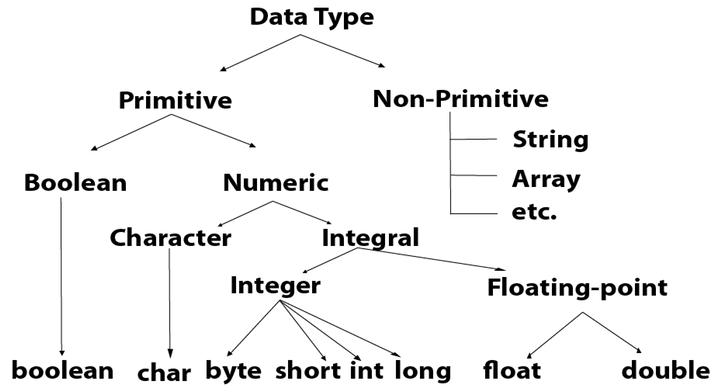 Data Type
Primitive
Non-Primitive
String
Array
etc.
Boolean
Numeric
Character
Integral
Integer
Floating-point
boolean
char
byte
short
int
long
float
double